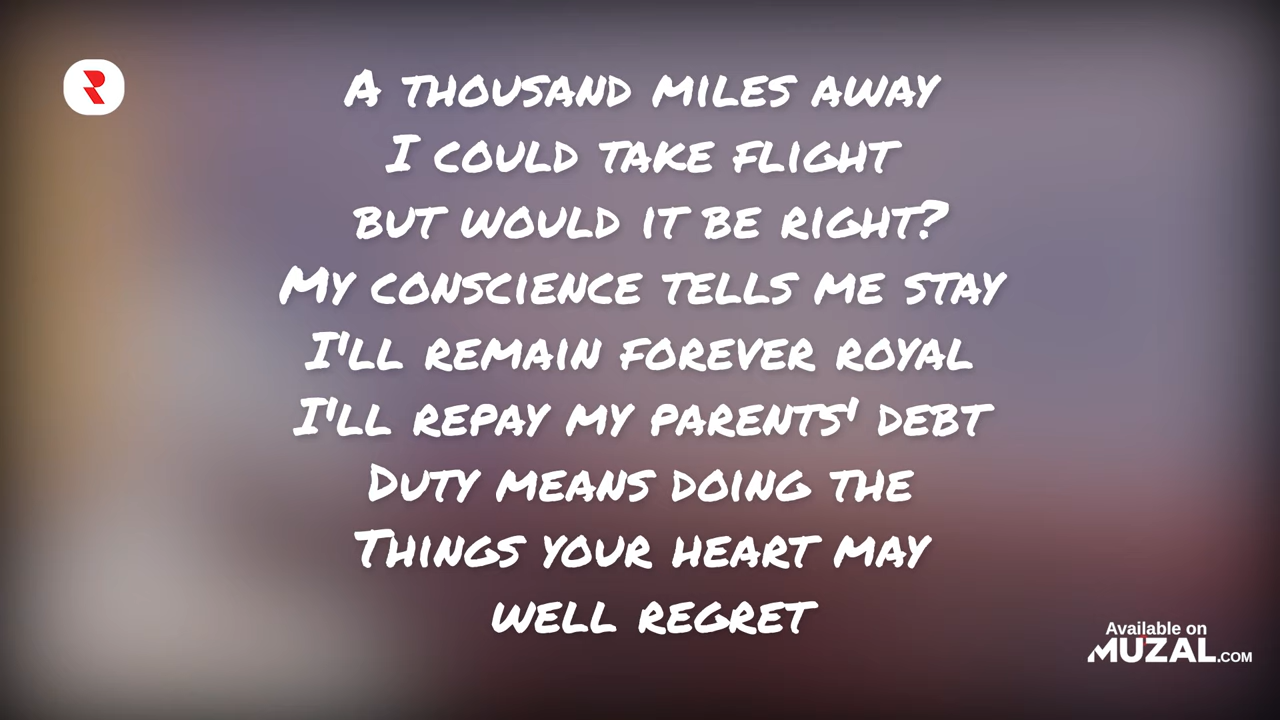 A thousand miles away
I could take flight
but would it be right?
My conscience tells me stay
I'll remain forever royal
I'll repay my parents' debt
Duty means doing the
Things your heart may
well regret
R
Available on
MUZAL.COM